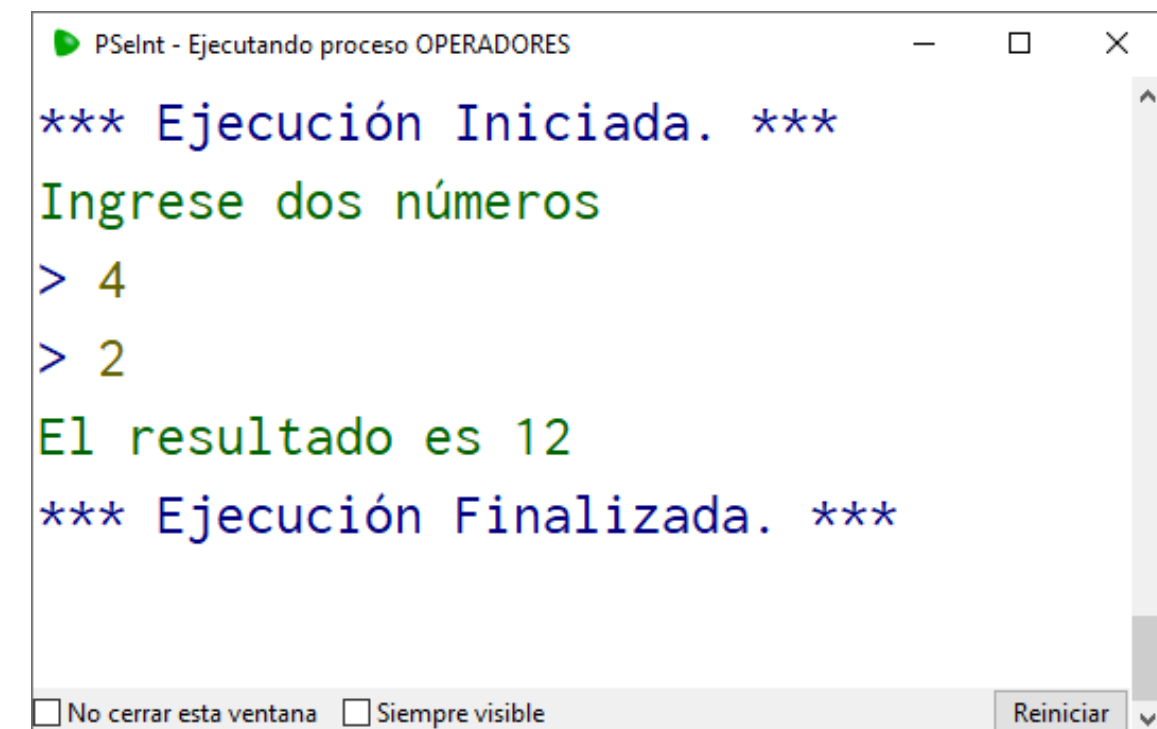 PSeInt - Ejecutando proceso OPERADORES
*** Ejecución Iniciada. ***
Ingrese dos números
> 4
> 2
El resultado es 12
*** Ejecución Finalizada. ***
No cerrar esta ventana Siempre visible Reiniciar